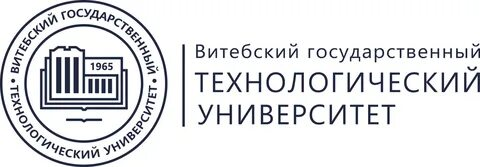 ВИТЕБСКИЙ ГОСУДАРСТВЕННЫЙ
ТЕХНОЛОГИЧЕСКИЙ УНИВЕРСИТЕТ
1965
Витебский государственный
ТЕХНОЛОГИЧЕСКИЙ
УНИВЕРСИТЕТ